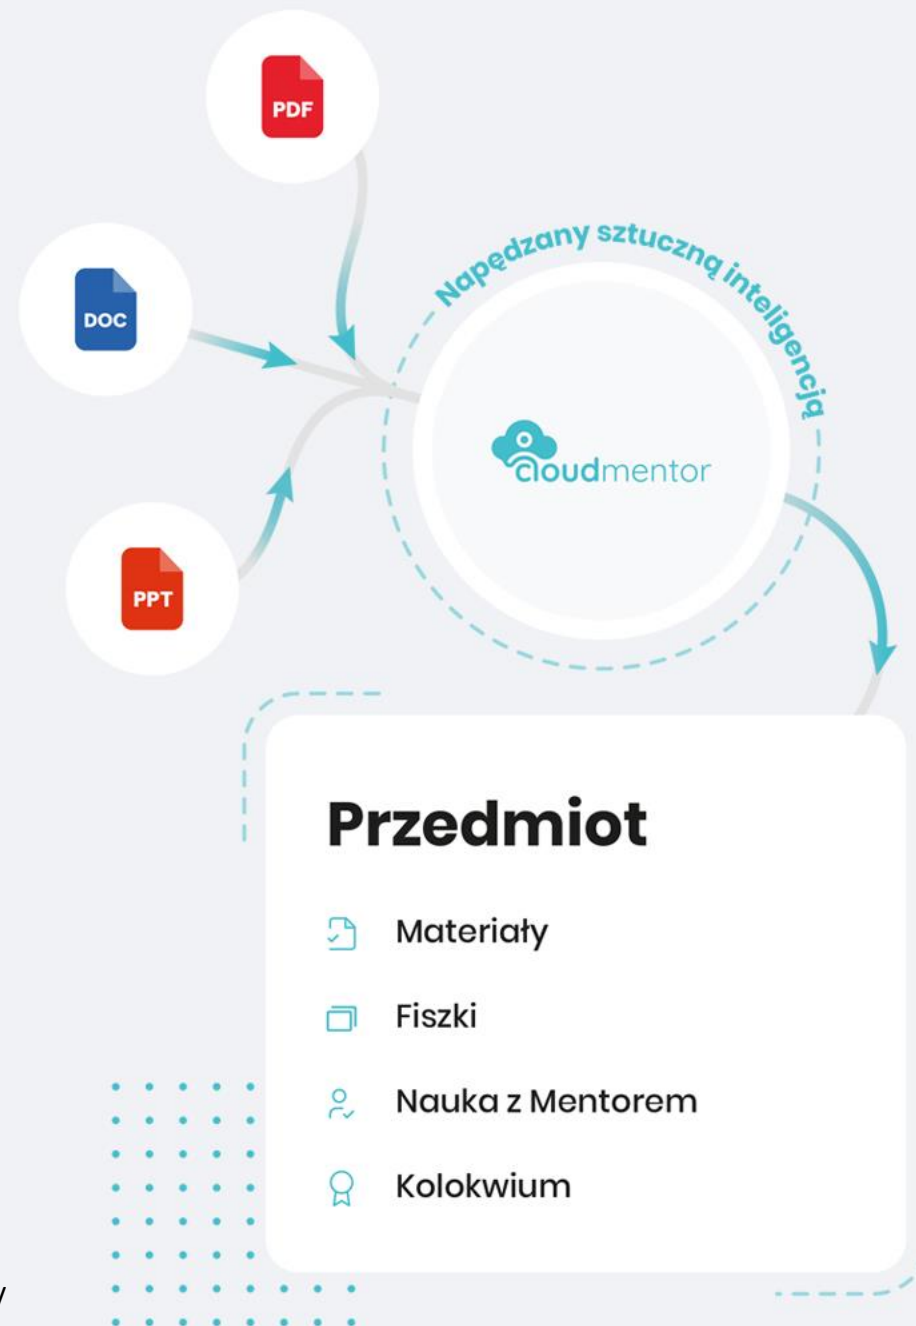 PDF
DOC
PPT
Napędzany sztuczną inteligencją
cloudmentor
Przedmiot
Materiały
Fiszki
Nauka z Mentorem
Kolokwium